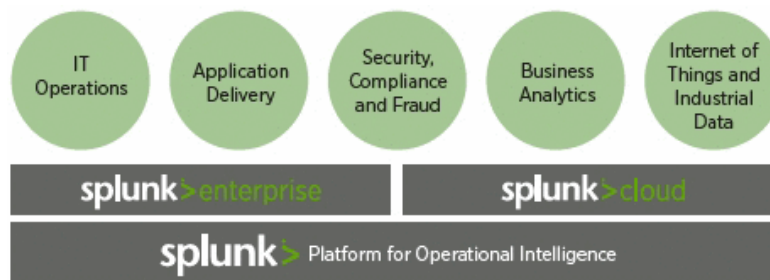 IT
Operations
Application
Delivery
Security,
Compliance
and Fraud
Business
Analytics
Internet of
Things and
Industrial
Data
splunk>enterprise
splunk>cloud
splunk> Platform for Operational Intelligence